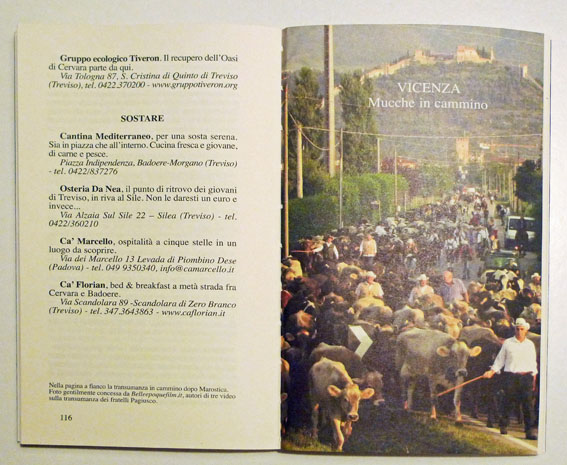 Gruppo ecologico Tiveron. Il recupero dell'Oasi
di Cervara parte da qui.
Via Tologna 87, S. Cristina di Quinto di Treviso
(Treviso), tel. 0422.370200 - www.gruppotiveron.org
SOSTARE
Cantina Mediterraneo, per una sosta serena.
Sia in piazza che all'interno. Cucina fresca e giovane,
di carne e pesce.
Piazza Indipendenza, Badoere-Morgano (Treviso)
- tel. 0422/837276
Osteria Da Nea, il punto di ritrovo dei giovani
di Treviso, in riva al Sile. Non le daresti un euro e
invece...
Via Alzaia Sul Sile 22 – Silea (Treviso) - tel.
0422/360210
Ca' Marcello, ospitalità a cinque stelle in un
luogo da scoprire.
Via dei Marcello 13 Levada di Piombino Dese
(Padova) - tel. 049 9350340, info@camarcello.it
Ca' Florian, bed & breakfast a metà strada fra
Cervara e Badoere.
Via Scandolara 89 -Scandolara di Zero Branco
(Treviso) - tel. 347.3643863 - www.caflorian.it
Nella pagina a fianco la transumanza in cammino dopo Marostica.
Foto gentilmente concessa da Belleepoquefilm.it, autori di tre video
sulla transumanza dei fratelli Pagiusco.
116
VICENZA
Mucche in cammino